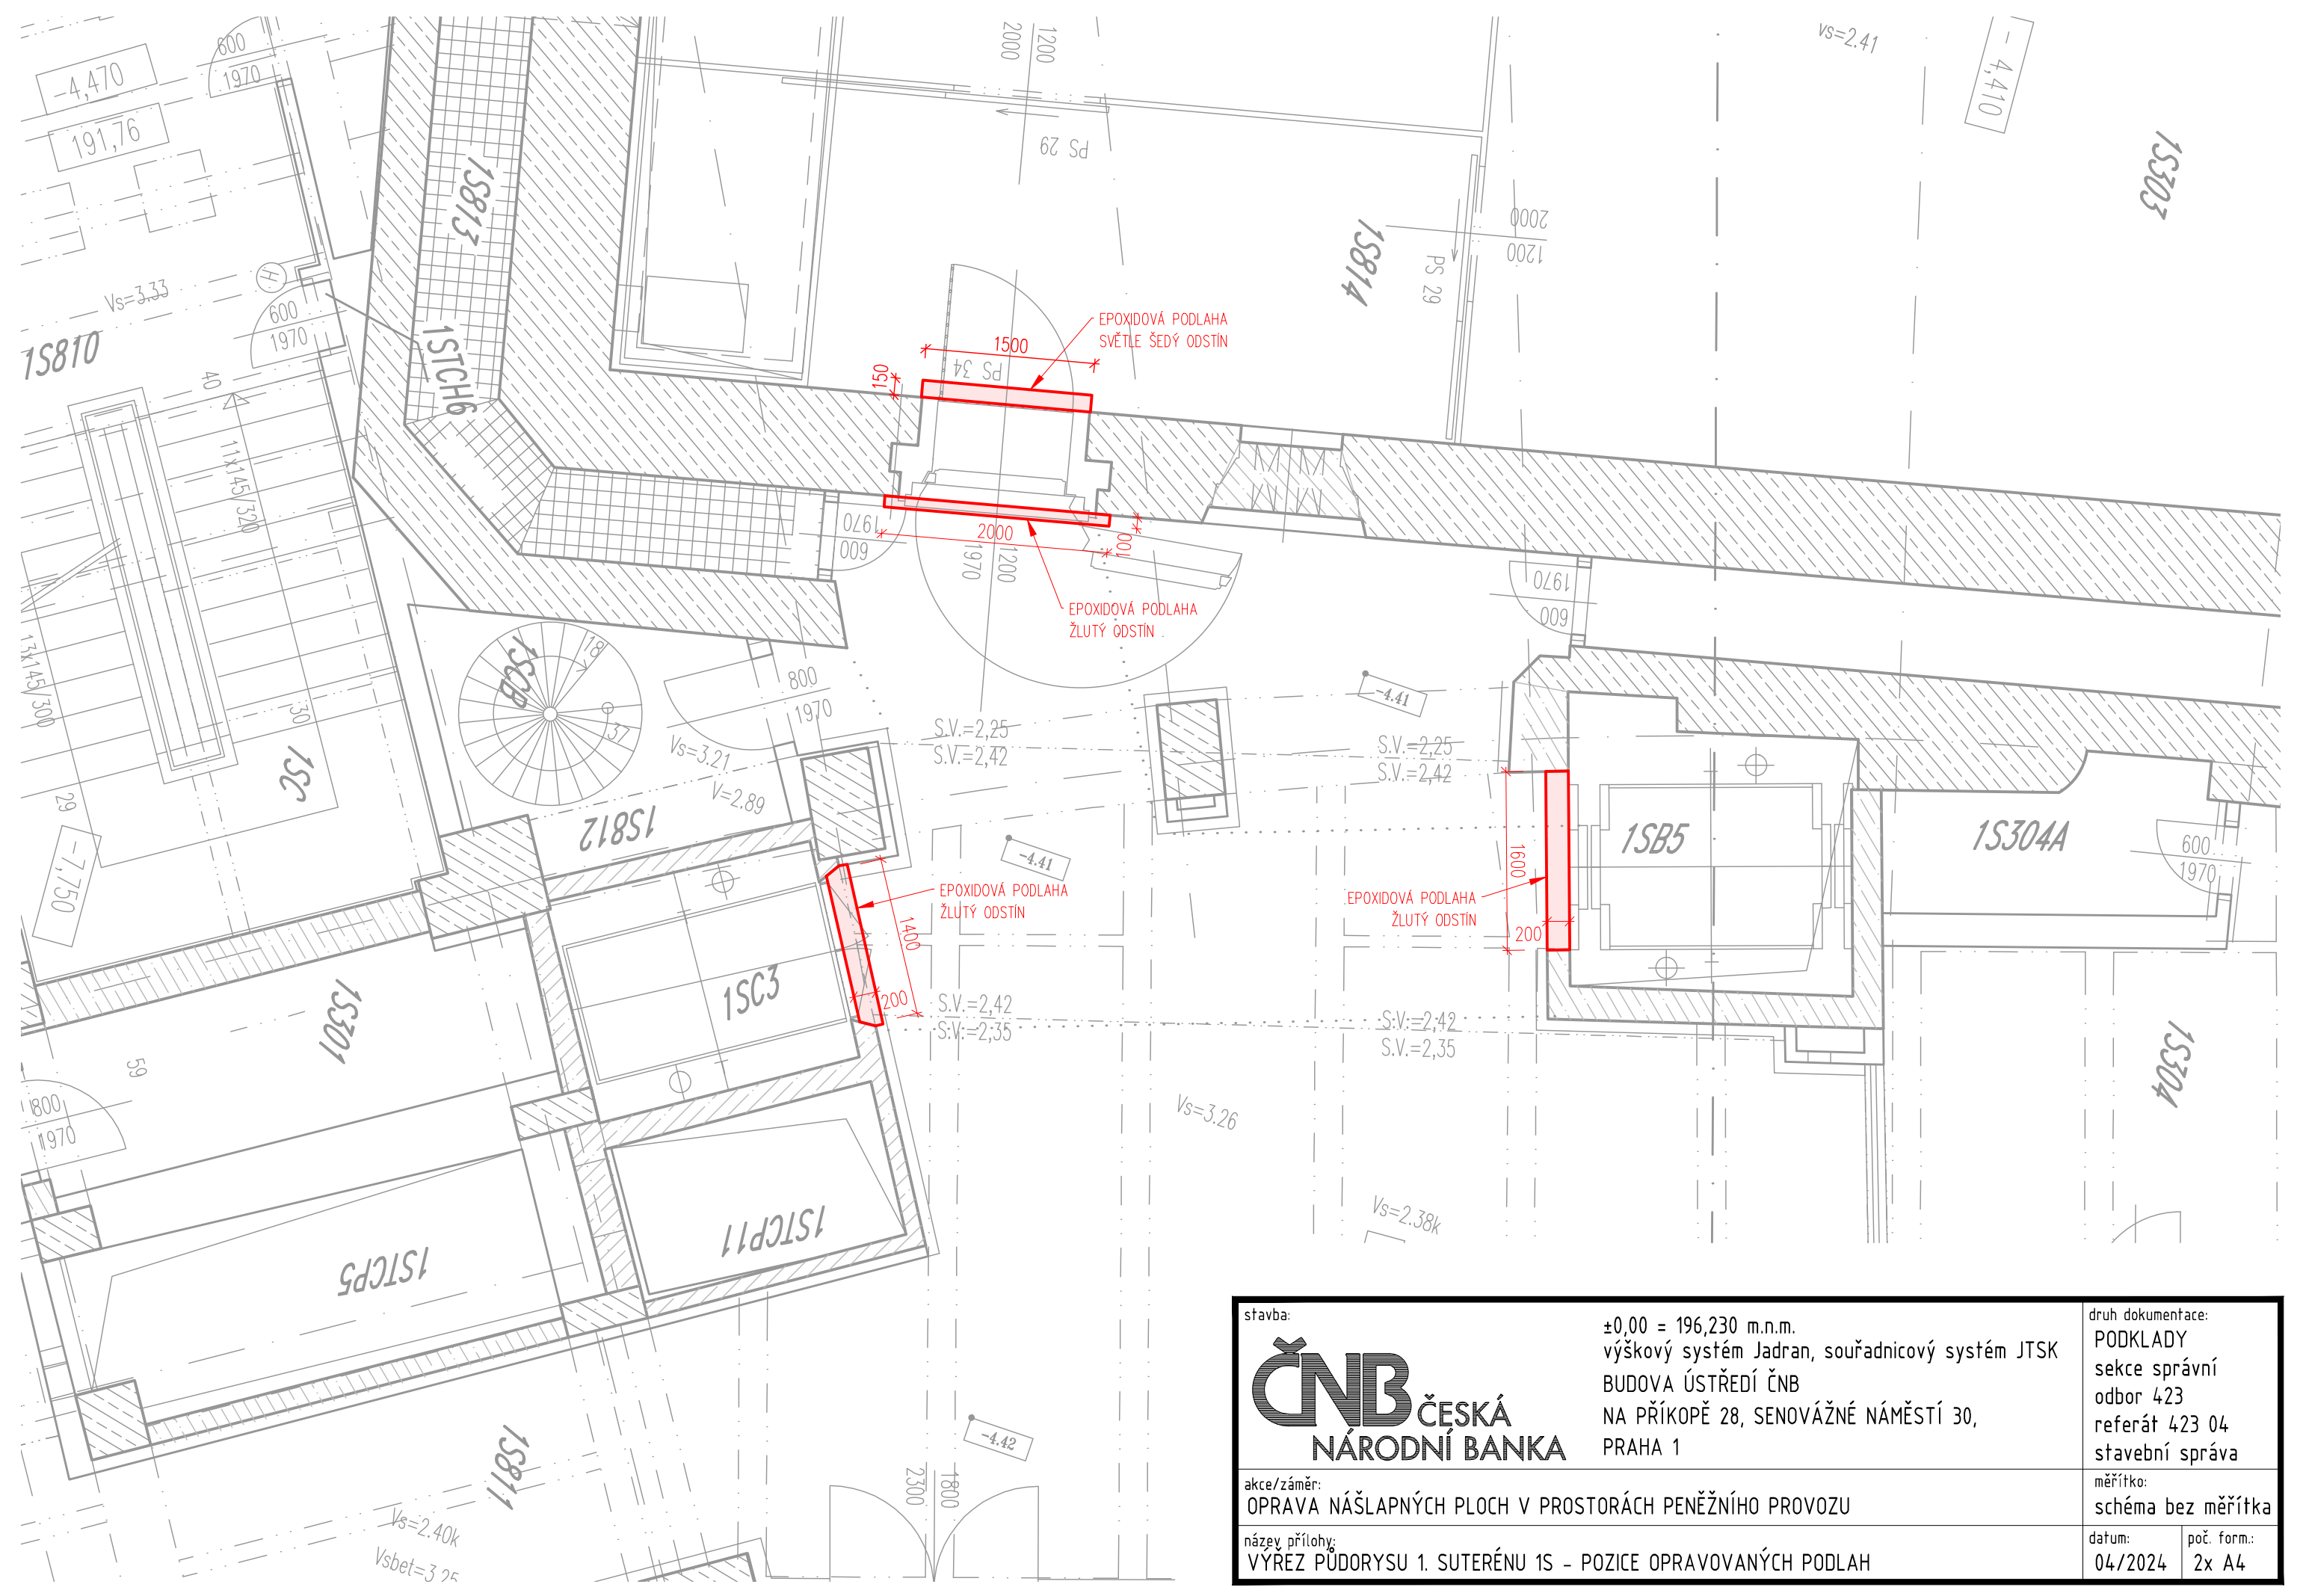 600
1970
-4,470
191,76
1200
2000
vs=2.41
- 4,410
PS 29
1S813
1S303
1S814
2000
1200
PS 29
H
Vs=3.33
600
1970
1S810
1STCH6
EPOXIDOVÁ PODLAHA
SVĚTLE ŠEDÝ ODSTÍN
1500
PS 34
150
40
11x145/320
1970
600
2000
100
1200
1970
EPOXIDOVÁ PODLAHA
ŽLUTÝ ODSTÍN
1970
600
13x145/300
30
1SC
29
-7,750
1SCB
18
37
800
1970
Vs=3.21
V=2.89
1S812
-4.41
S.V.=2,25
S.V.=2,42
S.V.=2,25
S.V.=2,42
-4.41
EPOXIDOVÁ PODLAHA
ŽLUTÝ ODSTÍN
1400
200
1600
EPOXIDOVÁ PODLAHA
ŽLUTÝ ODSTÍN
200
1SB5
1S304A
600
1970
1SC3
S.V.=2,42
S.V.=2,35
S.V.=2,42
S.V.=2,35
1S301
59
800
1970
1S304
Vs=3.26
Vs=2.38k
1STCP11
1STCP5
1S811
-4.42
1800
2300
Vs=2.40k
Vsbet=3.25
stavba:
ČNB ČESKÁ
NÁRODNÍ BANKA
±0,00 = 196,230 m.n.m.
výškový systém Jadran, souřadnicový systém JTSK
BUDOVA ÚSTŘEDÍ ČNB
NA PŘÍKOPĚ 28, SENOVÁŽNÉ NÁMĚSTÍ 30,
PRAHA 1
druh dokumentace:
PODKLADY
sekce správní
odbor 423
referát 423 04
stavební správa
akce/záměr:
OPRAVA NÁŠLAPNÝCH PLOCH V PROSTORÁCH PENĚŽNÍHO PROVOZU
měřítko:
schéma bez měřítka
název přílohy:
VÝŘEZ PŮDORYSU 1. SUTERÉNU 1S - POZICE OPRAVOVANÝCH PODLAH
datum:
04/2024
poč. form.:
2x A4